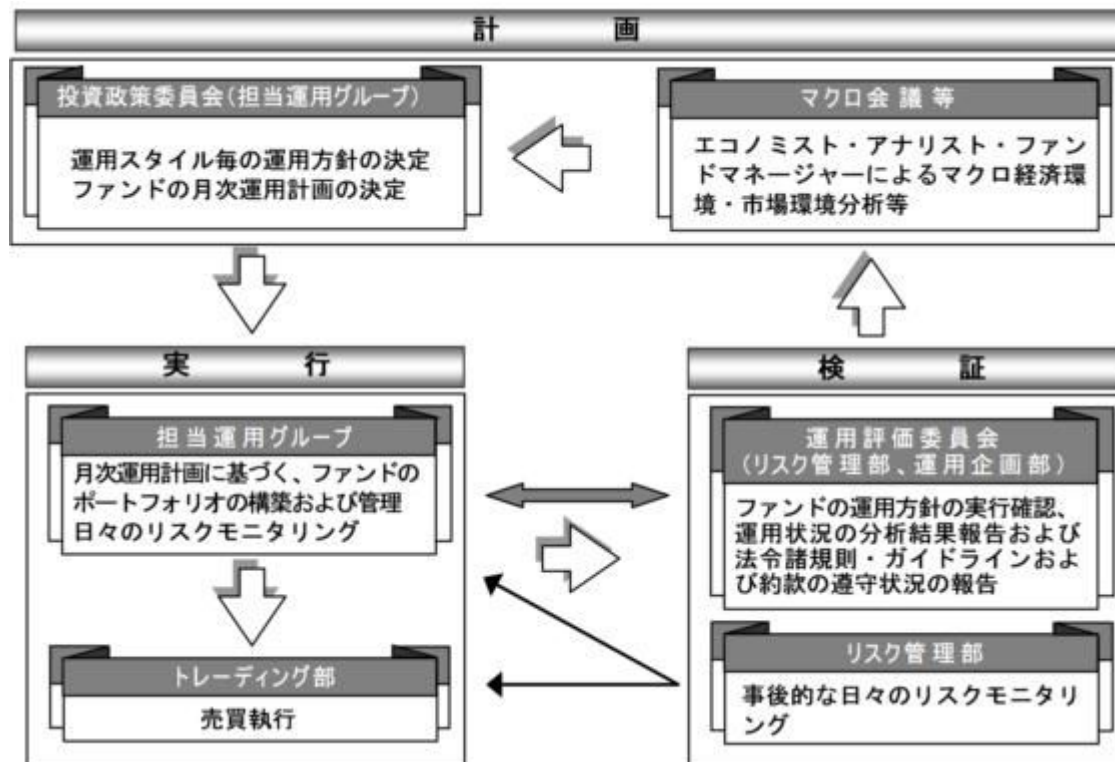 計　画
投資政策委員会(担当運用グループ)
運用スタイル毎の運用方針の決定
ファンドの月次運用計画の決定
マクロ会議等
エコノミスト・アナリスト・ファン
ドマネージャーによるマクロ経済環
境・市場環境分析等
実　行
担当運用グループ
月次運用計画に基づく、ファンドの
ポートフォリオの構築および管理
日々のリスクモニタリング
トレーディング部
売買執行
検　証
運用評価委員会
(リスク管理部、運用企画部)
ファンドの運用方針の実行確認、
運用状況の分析結果報告および
法令諸規則・ガイドラインおよ
び約款の遵守状況の報告
リスク管理部
事後的な日々のリスクモニタリ
ング